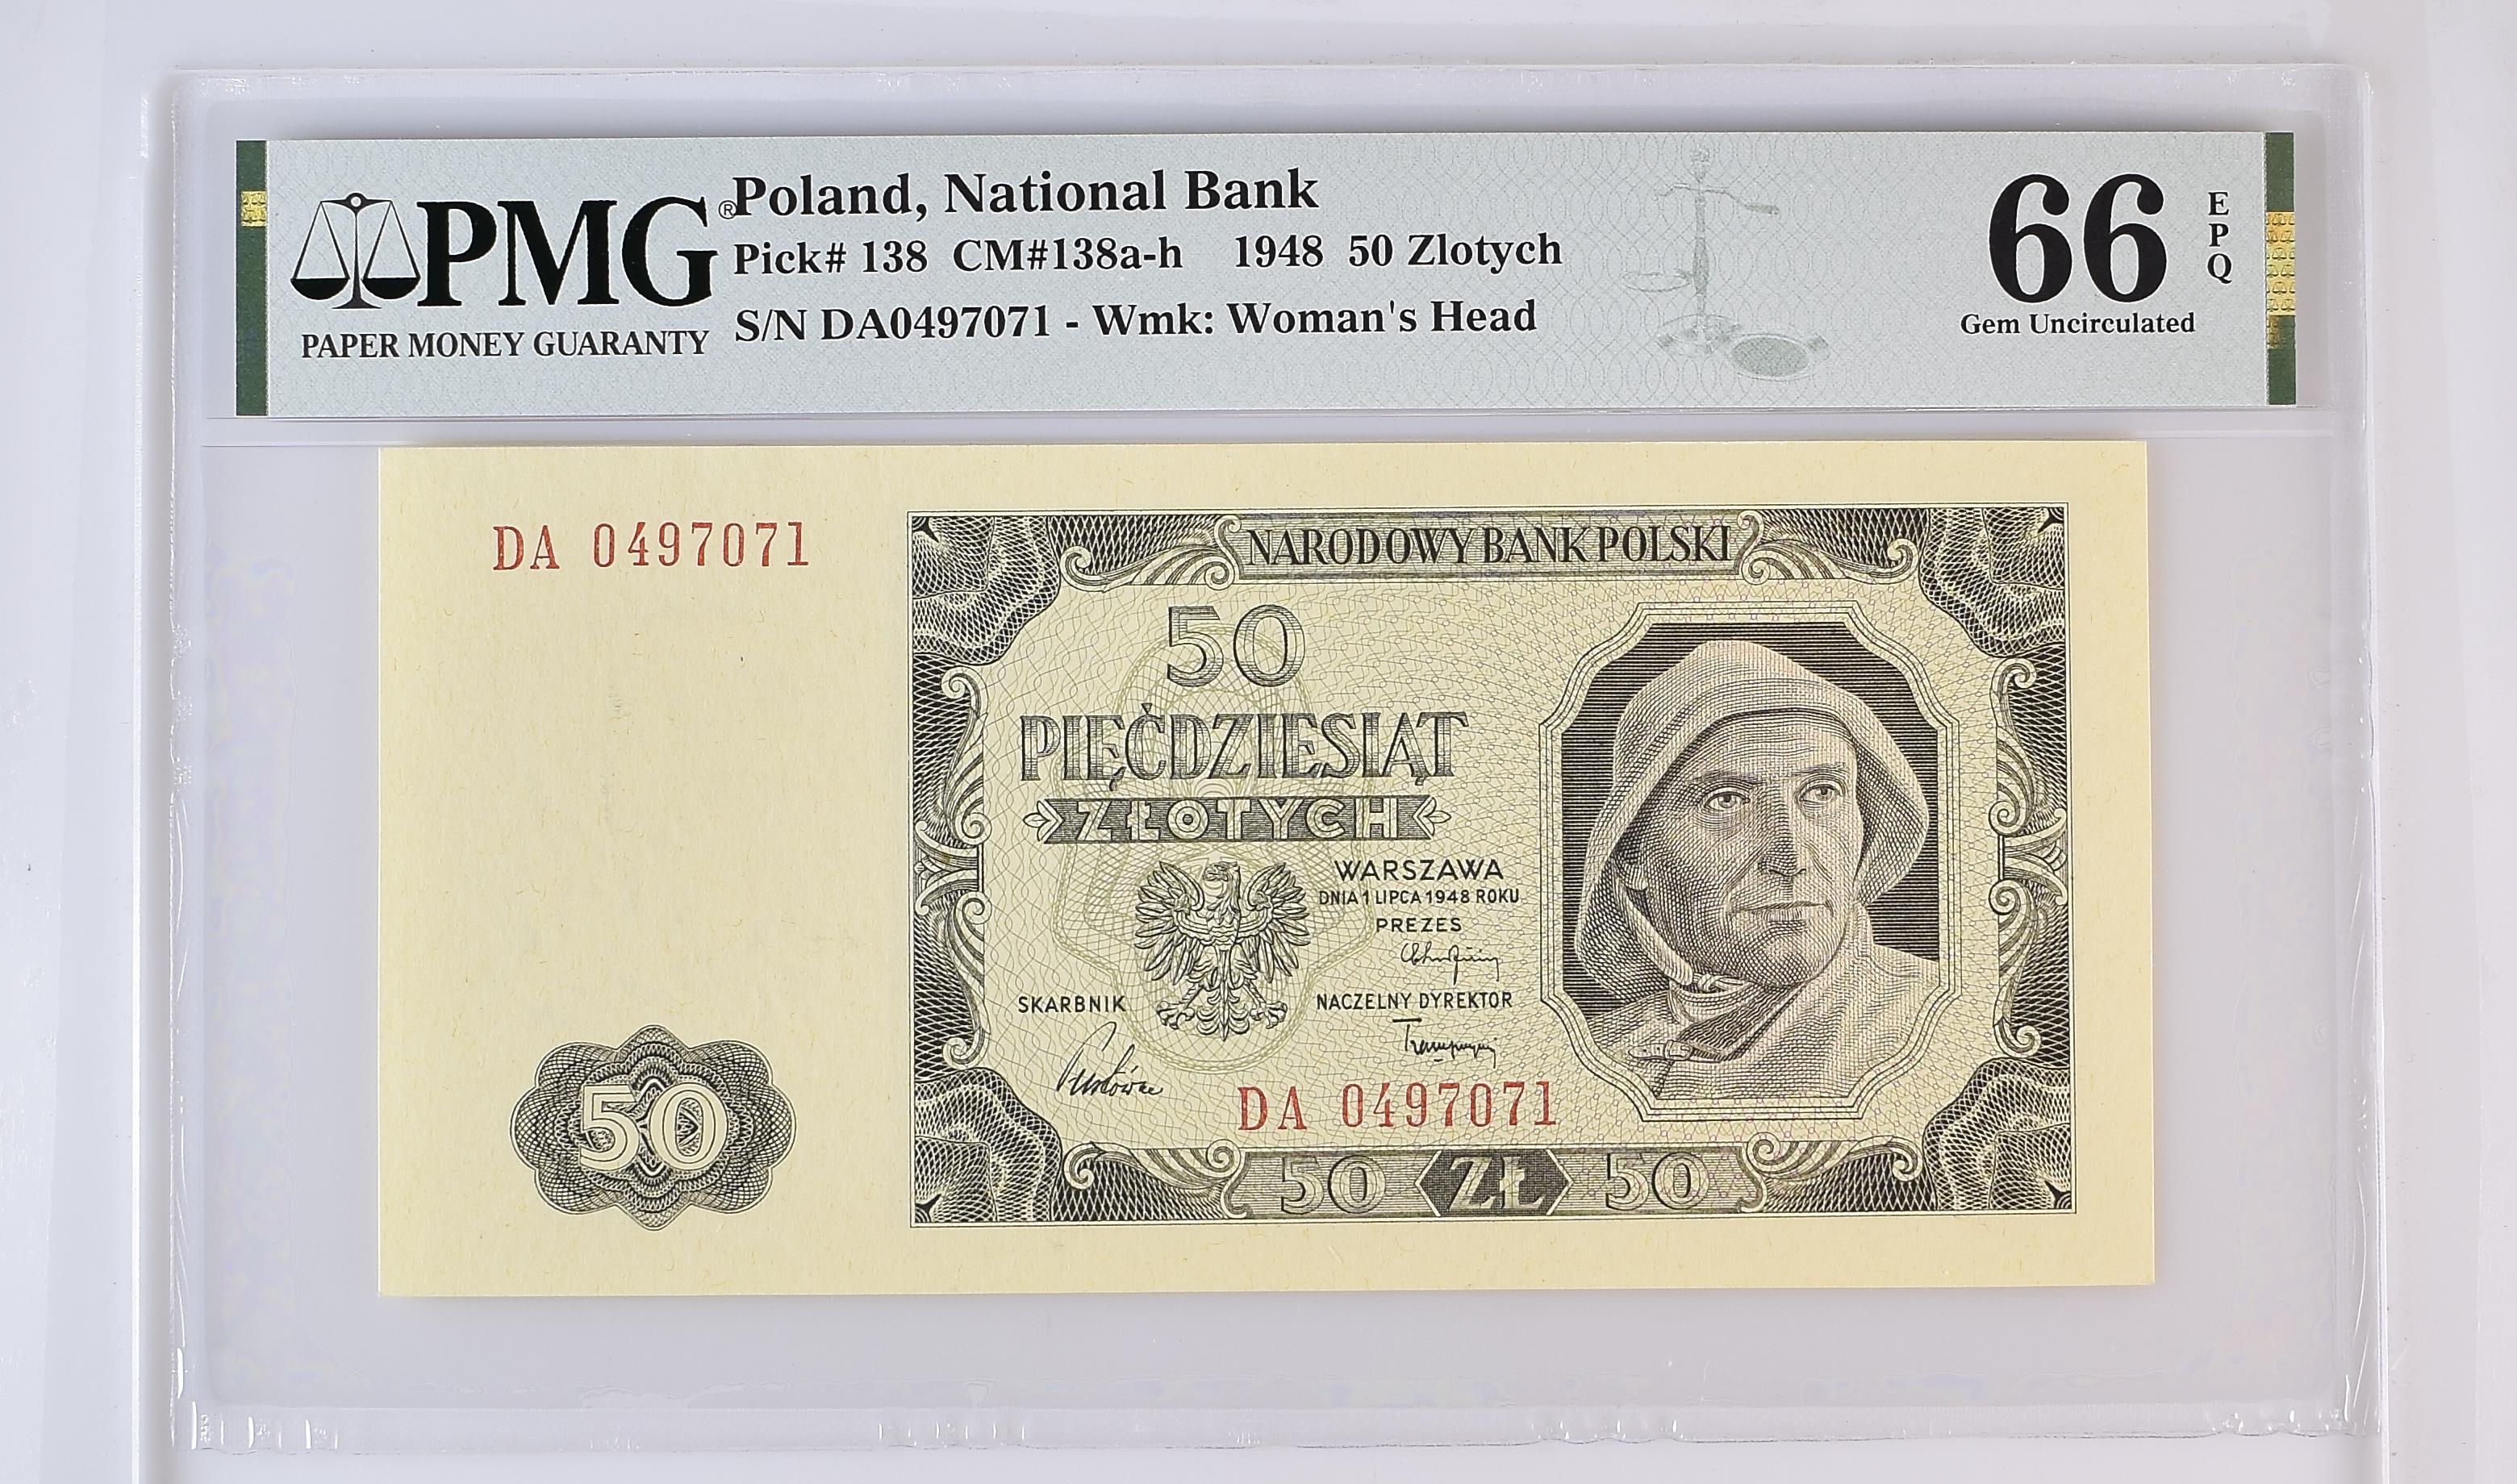 PMG®
PAPER MONEY GUARANTY
Poland, National Bank
Pick# 138 CM#138a-h 1948 50 Zlotych
S/N DA0497071 - Wmk: Woman's Head
66
EPQ
Gem Uncirculated
DA 0497071
NARODOWY BANK POLSKI
50
PIĘĆDZIESIĄT
ZŁOTYCH
WARSZAWA
DNIA 1 LIPCA 1948 ROKU
PREZES
SKARBNIK
NACZELNY DYREKTOR
DA 0497071
50
50 ZŁ 50